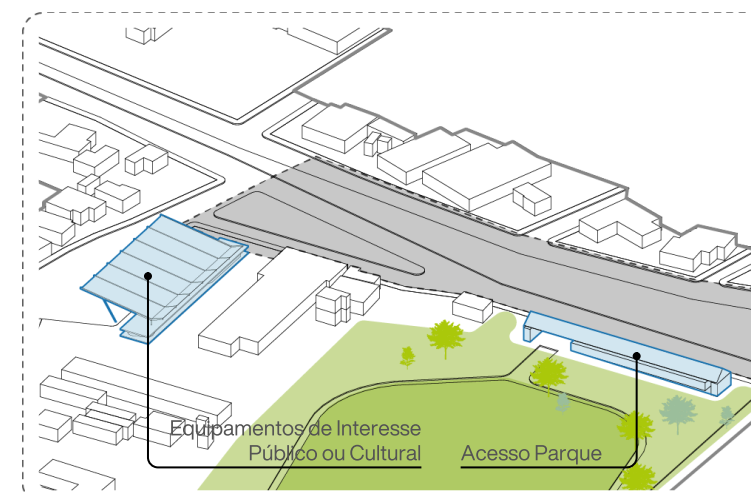 Equipamentos de Interesse
Público ou Cultural
Acesso Parque